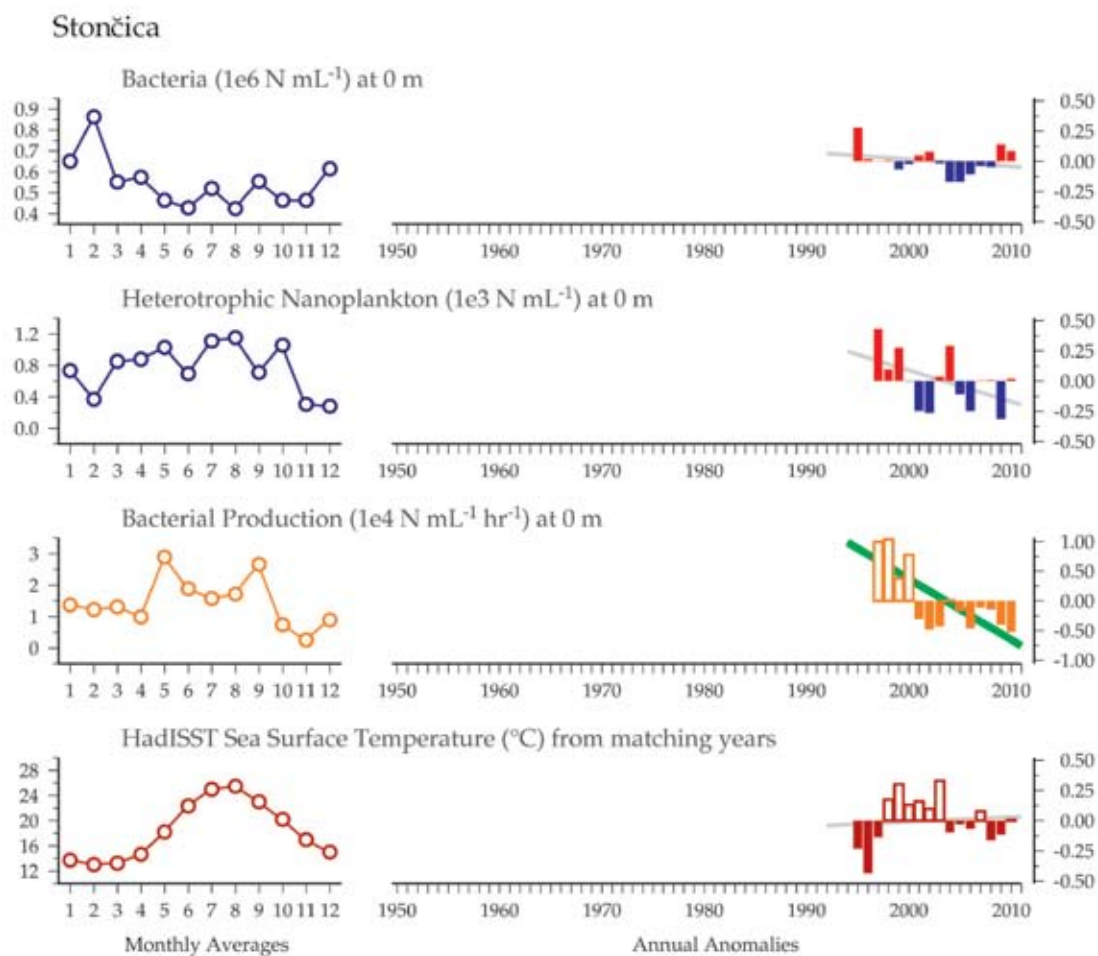 Stončica
Bacteria (1e6 N mL⁻¹) at 0 m
0.9
0.8
0.7
0.6
0.5
0.4
1 2 3 4 5 6 7 8 9 10 11 12
1950 1960 1970 1980 1990 2000 2010
0.50
0.25
0.00
-0.25
-0.50
Heterotrophic Nanoplankton (1e3 N mL⁻¹) at 0 m
1.2
0.8
0.4
0.0
1 2 3 4 5 6 7 8 9 10 11 12
1950 1960 1970 1980 1990 2000 2010
0.50
0.25
0.00
-0.25
-0.50
Bacterial Production (1e4 N mL⁻¹ hr⁻¹) at 0 m
3
2
1
0
1 2 3 4 5 6 7 8 9 10 11 12
1950 1960 1970 1980 1990 2000 2010
1.00
0.50
0.00
-0.50
-1.00
HadISST Sea Surface Temperature (°C) from matching years
28
24
20
16
12
1 2 3 4 5 6 7 8 9 10 11 12
1950 1960 1970 1980 1990 2000 2010
0.50
0.25
0.00
-0.25
-0.50
Monthly Averages
Annual Anomalies